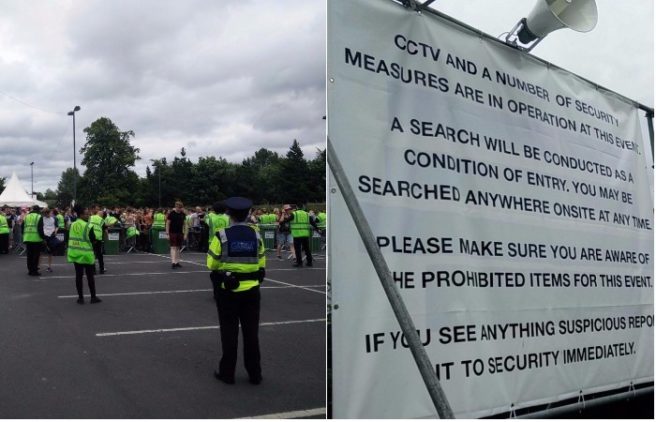 CCTV AND A NUMBER OF SECURITY
MEASURES ARE IN OPERATION AT THIS EVENT.
A SEARCH WILL BE CONDUCTED AS A
CONDITION OF ENTRY. YOU MAY BE
SEARCHED ANYWHERE ONSITE AT ANY TIME.
PLEASE MAKE SURE YOU ARE AWARE OF
HE PROHIBITED ITEMS FOR THIS EVENT.
IF YOU SEE ANYTHING SUSPICIOUS REPO
IT TO SECURITY IMMEDIATELY.